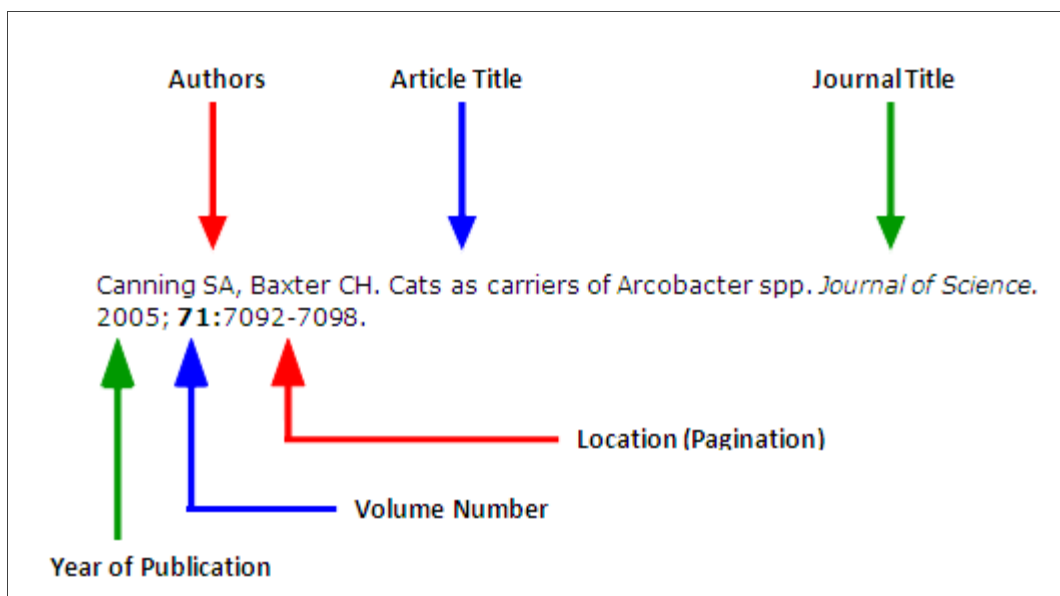 Authors
Article Title
Journal Title
Canning SA, Baxter CH. Cats as carriers of Arcobacter spp. Journal of Science.
2005; 71:7092-7098.
Location (Pagination)
Volume Number
Year of Publication